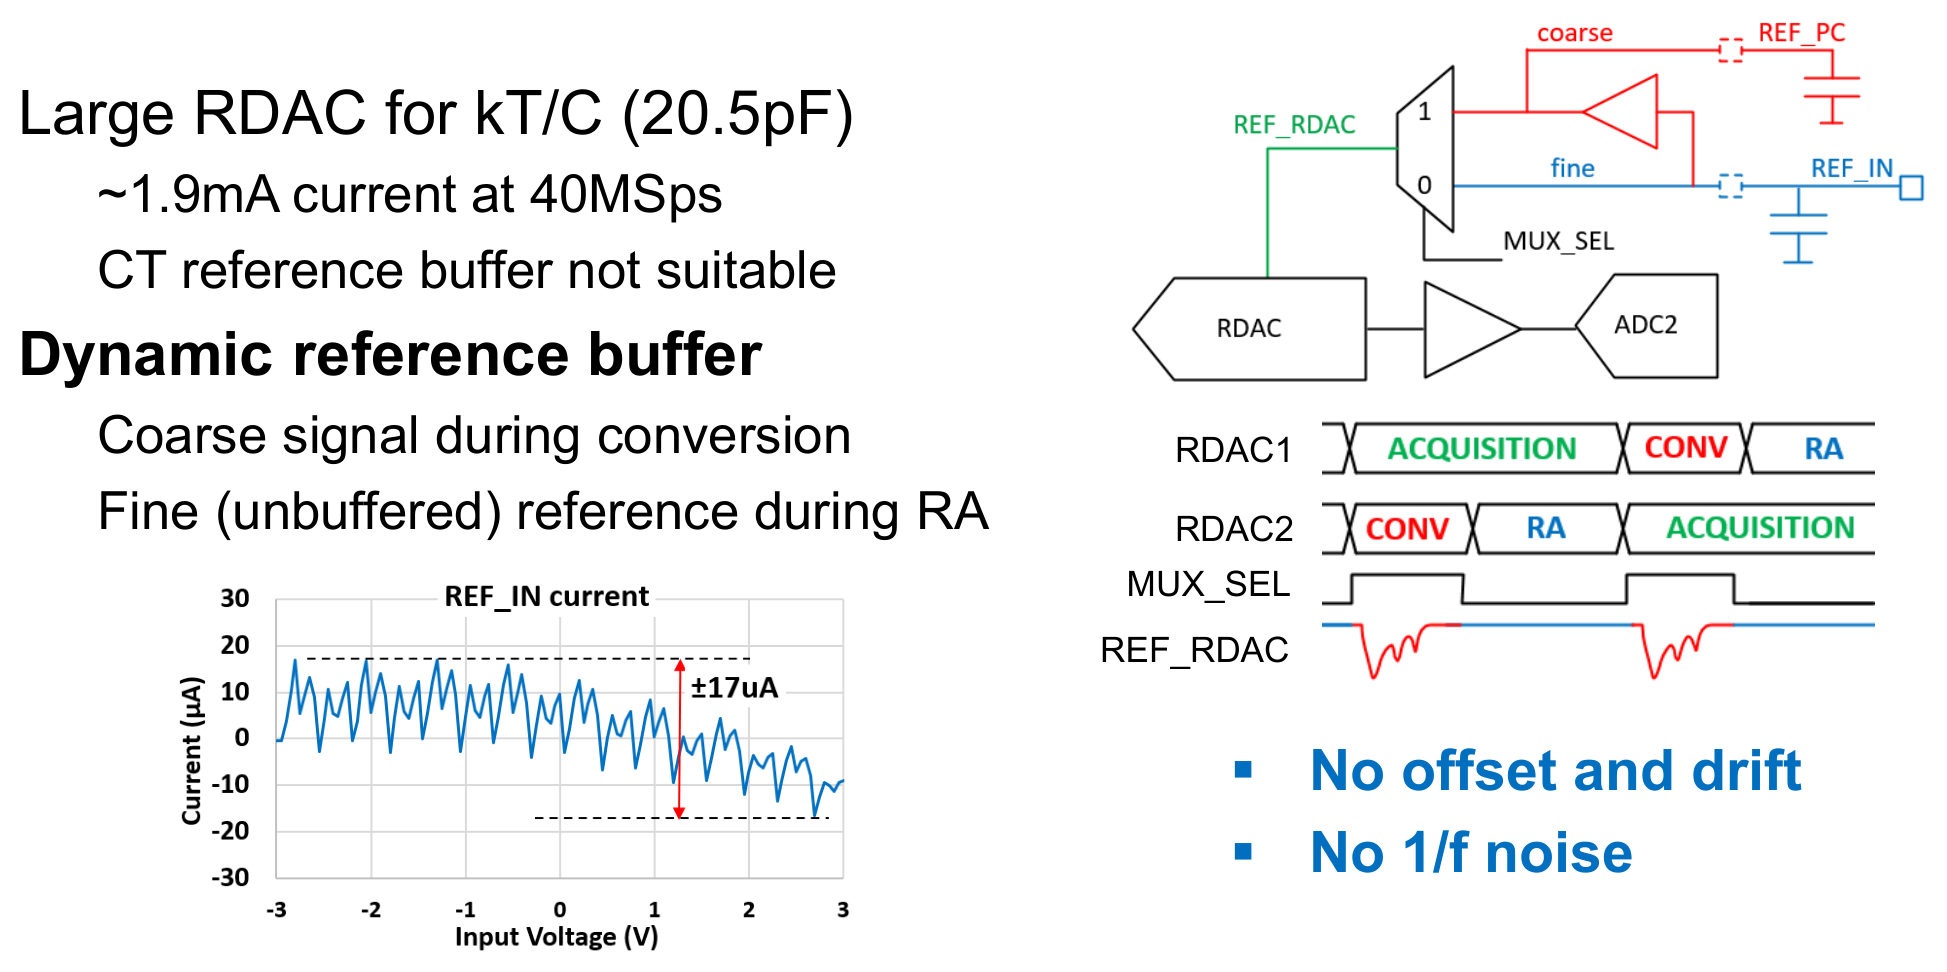 Large RDAC for kT/C (20.5pF)
~1.9mA current at 40MSps
CT reference buffer not suitable
Dynamic reference buffer
Coarse signal during conversion
Fine (unbuffered) reference during RA
REF_IN current
30
20
10
0
-10
-20
-30
Current (µA)
±17uA
-3 -2 -1 0 1 2 3
Input Voltage (V)
coarse REF_PC
1
REF_RDAC
fine REF_IN
0
MUX_SEL
RDAC ADC2
RDAC1 ACQUISITION CONV RA
RDAC2 CONV RA ACQUISITION
MUX_SEL
REF_RDAC
▪ No offset and drift
▪ No 1/f noise